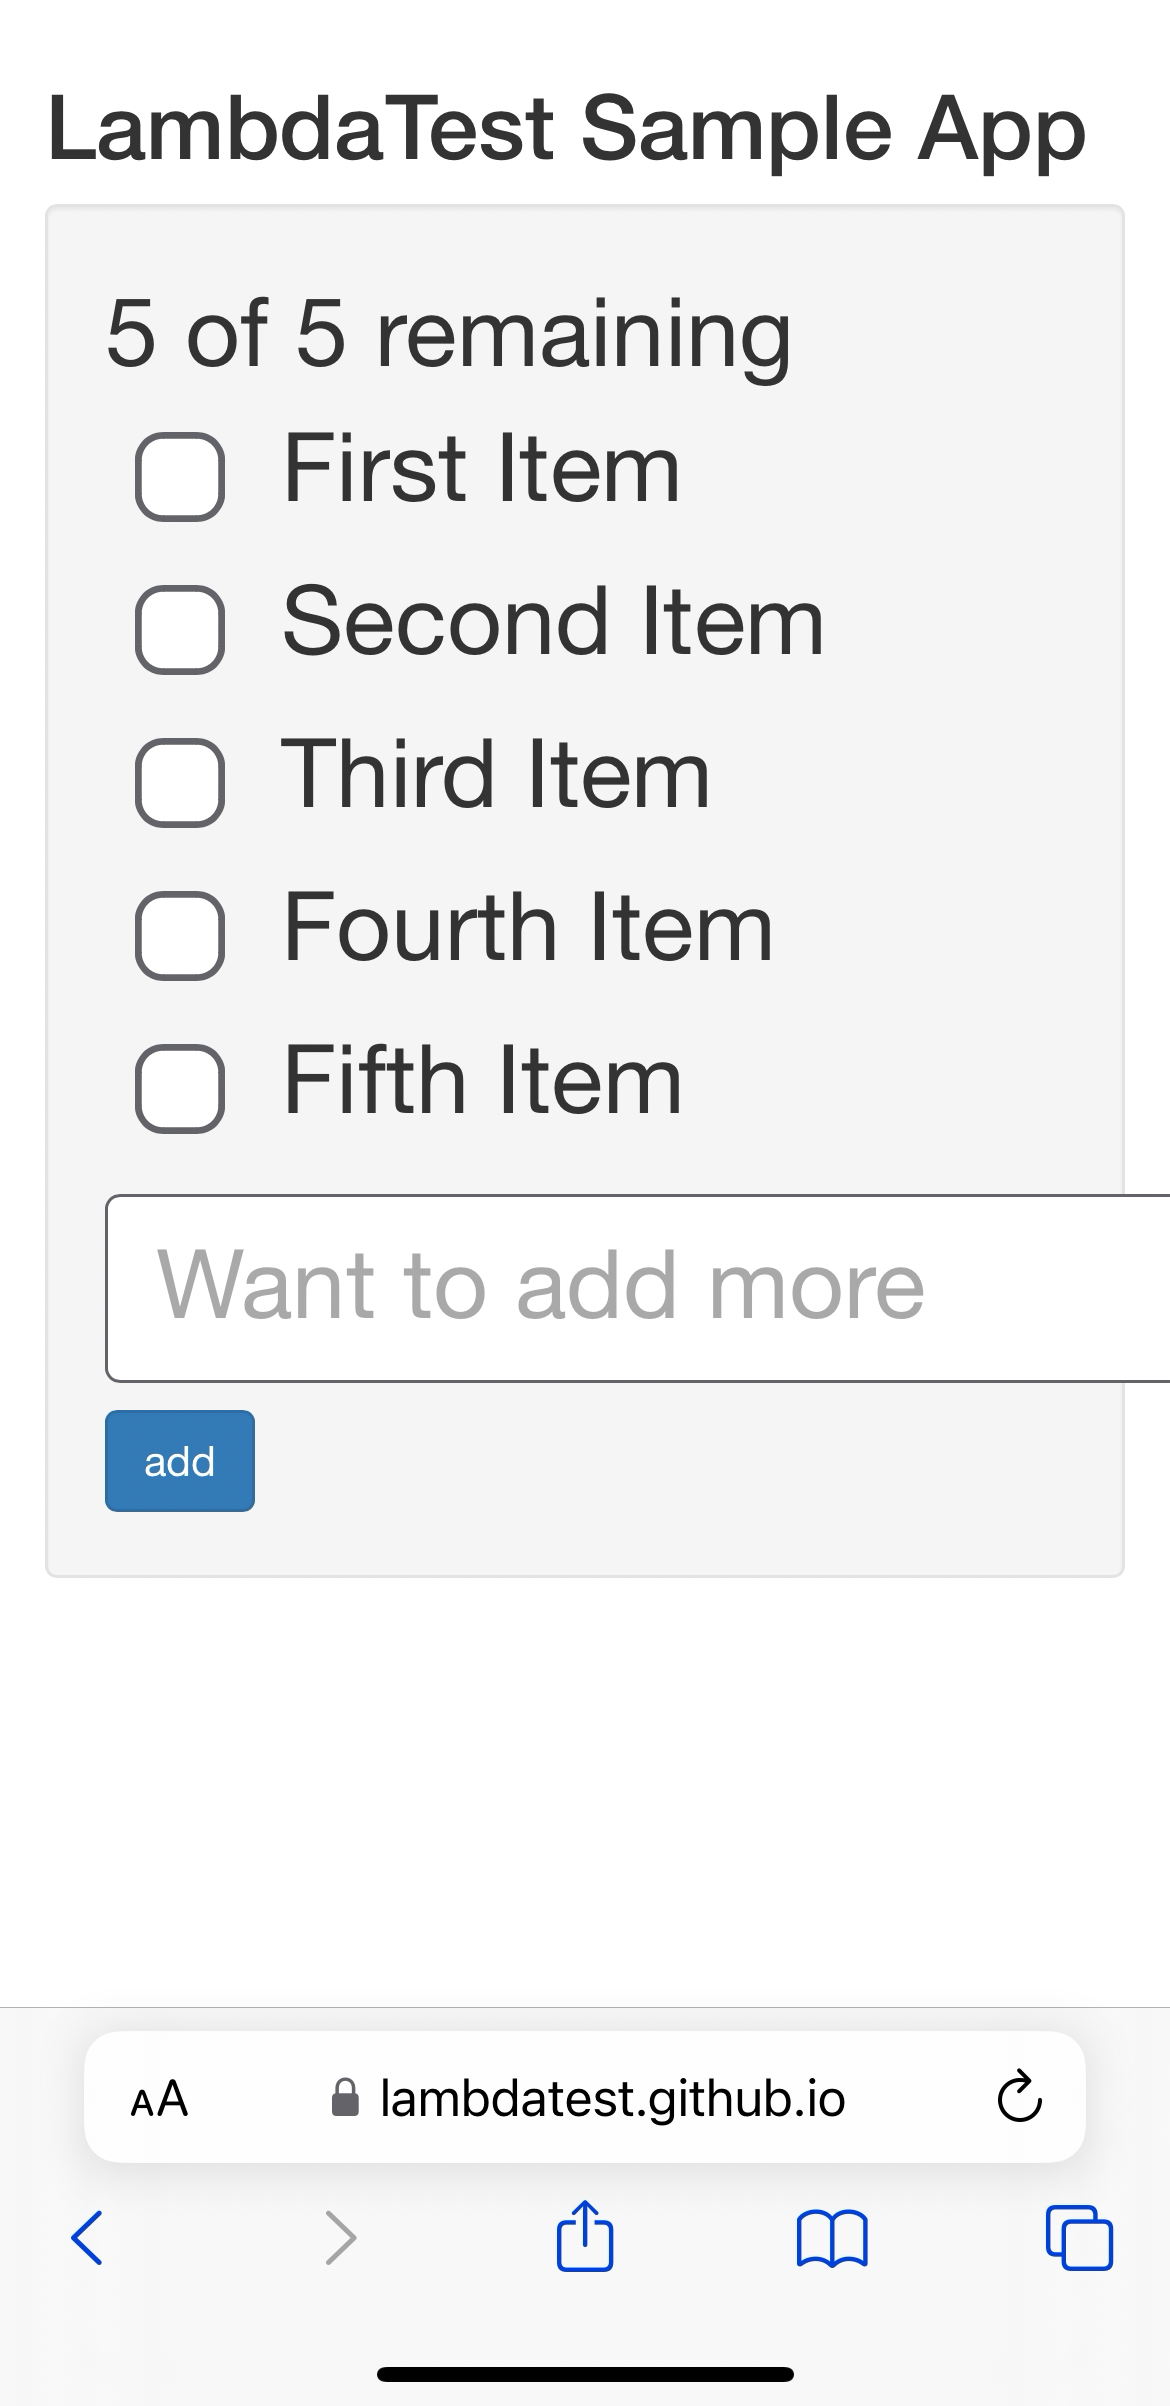 LambdaTest Sample App
5 of 5 remaining
First Item
Second Item
Third Item
Fourth Item
Fifth Item
Want to add more
add
AA lambdatest.github.io